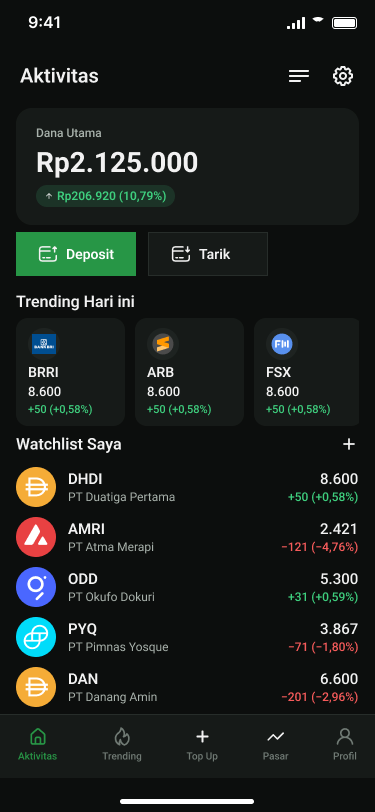 9:41
Aktivitas
Dana Utama
Rp2.125.000
Rp206.920 (10,79%)
Deposit
Tarik
Trending Hari ini
BANK BRI
BRRI
8.600
+50 (+0,58%)
ARB
8.600
+50 (+0,58%)
FSX
8.600
+50 (+0,58%)
Watchlist Saya
DHDI
8.600
PT Duatiga Pertama
+50 (+0,58%)
AMRI
2.421
PT Atma Merapi
−121 (−4,76%)
ODD
5.300
PT Okufo Dokuri
+31 (+0,59%)
PYQ
3.867
PT Pimnas Yosque
−71 (−1,80%)
DAN
6.600
PT Danang Amin
−201 (−2,96%)
Aktivitas
Trending
Top Up
Pasar
Profil